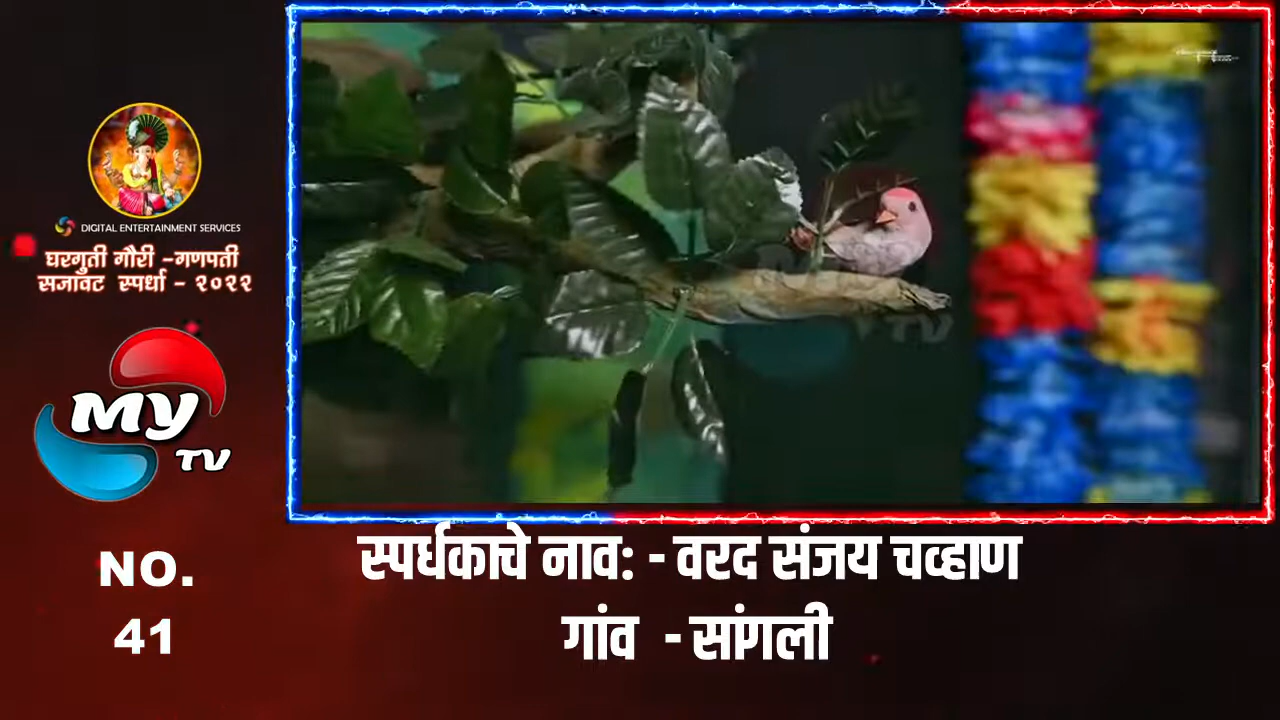 DIGITAL ENTERTAINMENT SERVICES
घरगुती गौरी -गणपती
सजावट स्पर्धा - २०२२
MY
TV
NO.
41
TV
स्पर्धकाचे नाव: - वरद संजय चव्हाण
गांव - सांगली